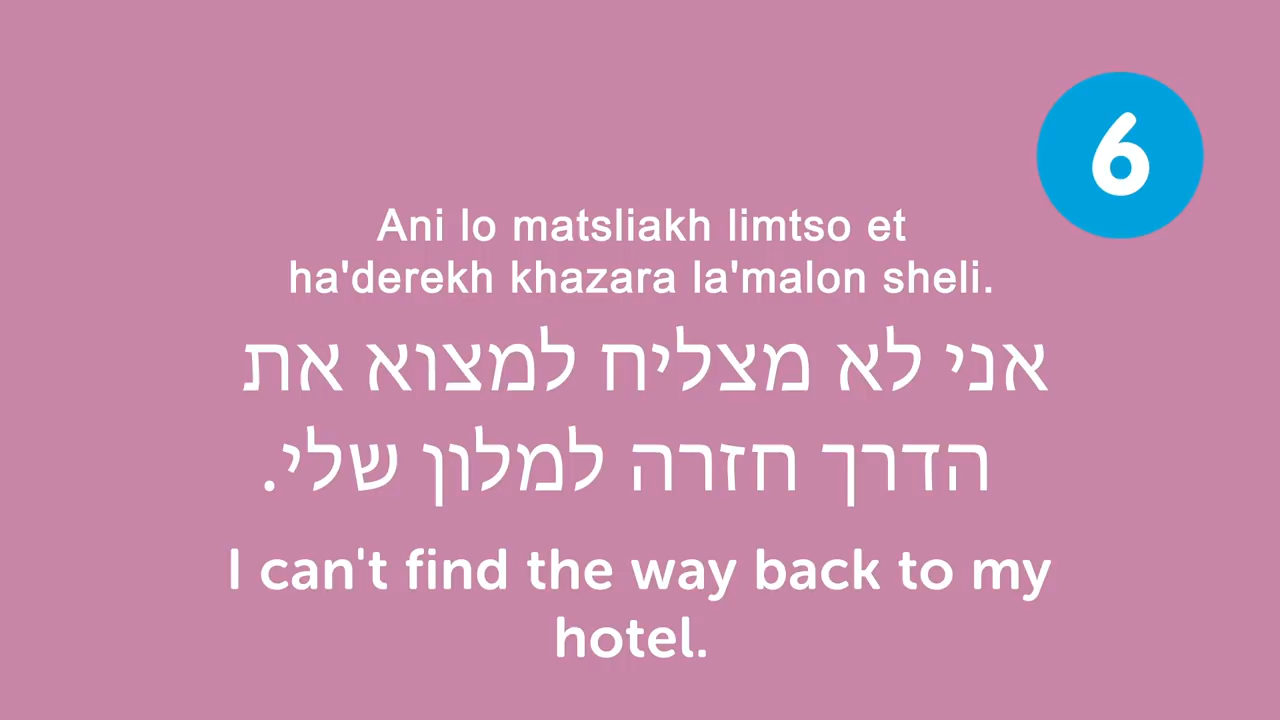 6
Ani lo matsliakh limtso et
ha'derekh khazara la'malon sheli.
אני לא מצליח למצוא את
הדרך חזרה למלון שלי.
I can't find the way back to my
hotel.